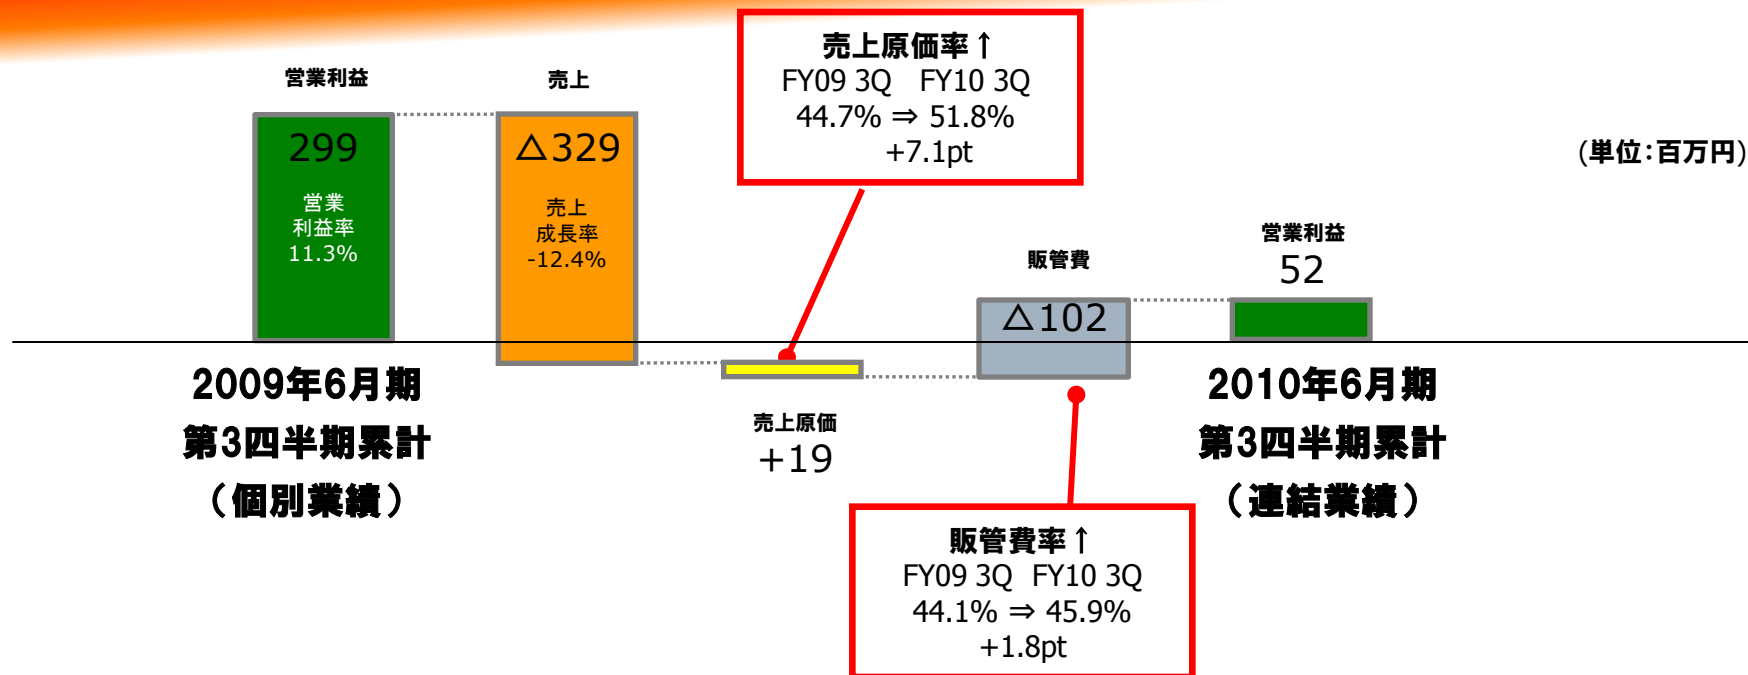 売上原価率↑
FY09 3Q FY10 3Q
44.7% ⇒ 51.8%
+7.1pt
(単位:百万円)
営業利益
299
営業
利益率
11.3%
売上
△329
売上
成長率
-12.4%
売上原価
+19
販管費
△102
営業利益
52
2009年6月期
第3四半期累計
（個別業績）
2010年6月期
第3四半期累計
（連結業績）
販管費率↑
FY09 3Q FY10 3Q
44.1% ⇒ 45.9%
+1.8pt